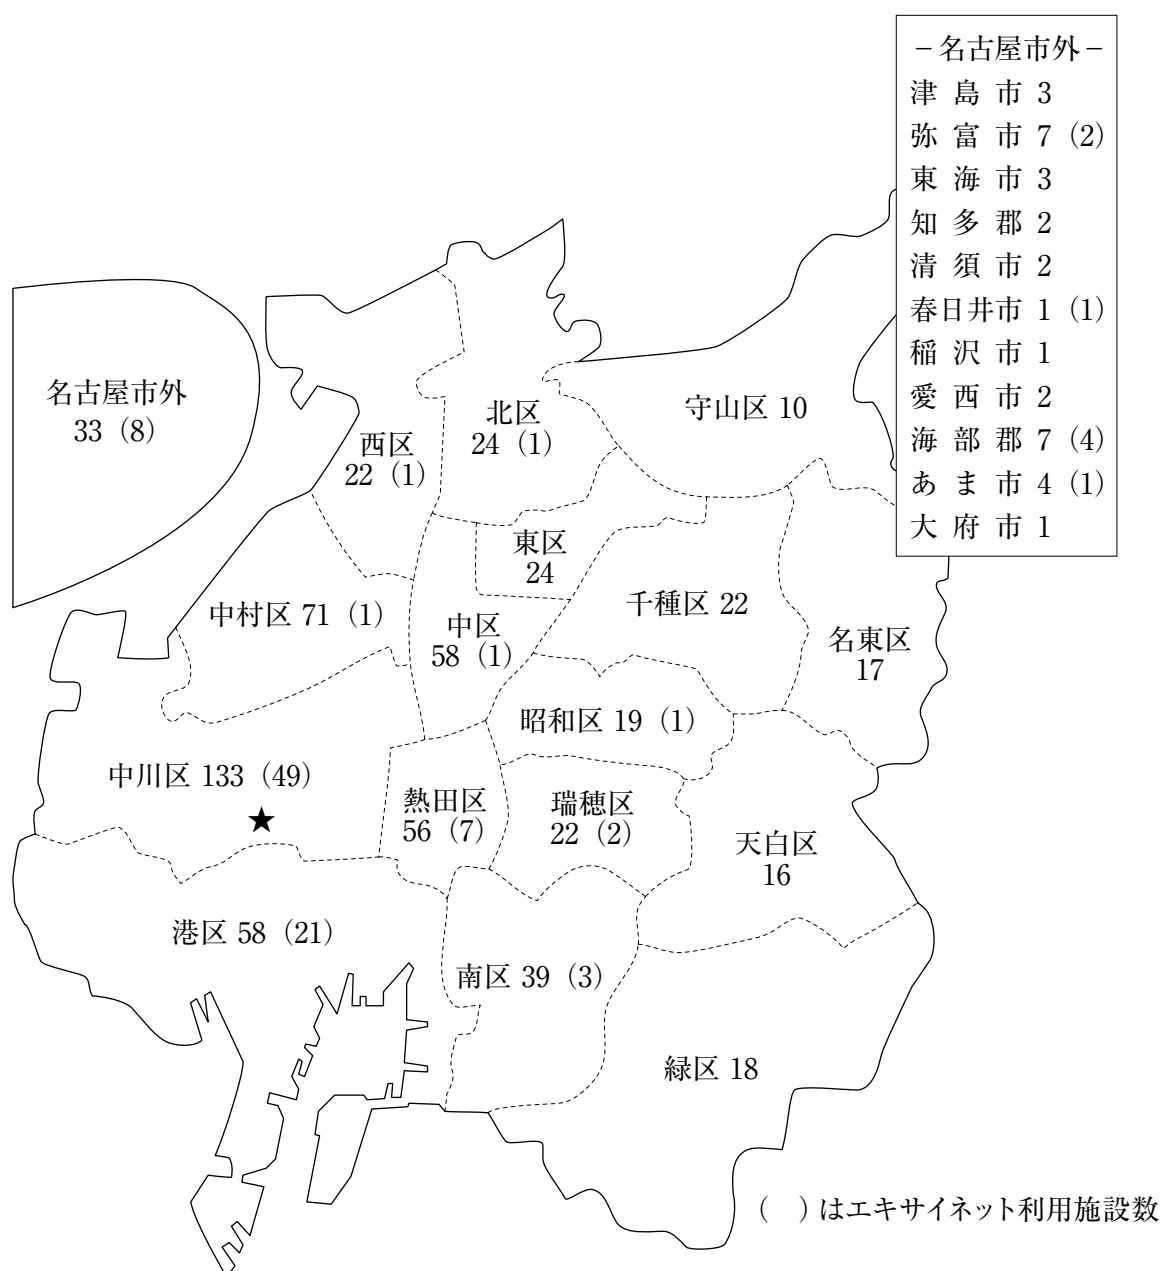 －名古屋市外－
津島市 3
弥富市 7（2）
東海市 3
知多郡 2
清須市 2
春日井市 1（1）
稲沢市 1
愛西市 2
海部郡 7（4）
あま市 4（1）
大府市 1
名古屋市外
33（8）
守山区 10
北区
24（1）
西区
22（1）
東区
24
千種区 22
中村区 71（1）
中区
58（1）
名東区
17
昭和区 19（1）
中川区 133（49）
★
熱田区
56（7）
瑞穂区
22（2）
天白区
16
港区 58（21）
南区 39（3）
緑区 18
（　）はエキサイネット利用施設数